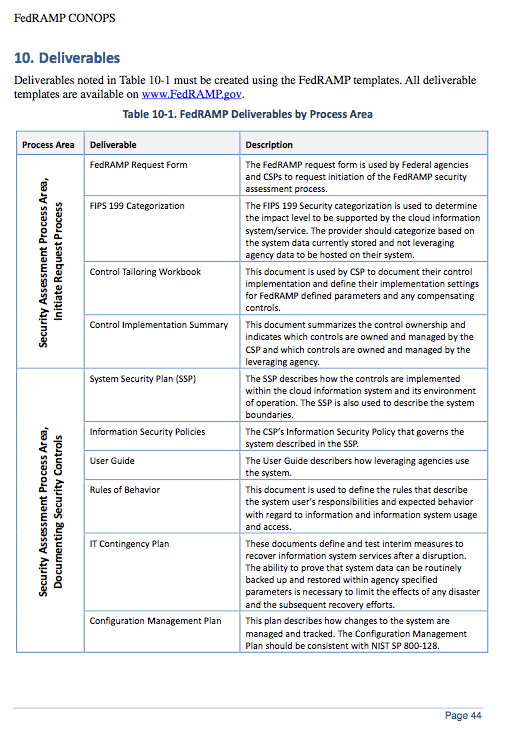 FedRAMP CONOPS
10. Deliverables
Deliverables noted in Table 10-1 must be created using the FedRAMP templates. All deliverable
templates are available on www.FedRAMP.gov.
Table 10-1. FedRAMP Deliverables by Process Area
Process Area Deliverable Description
Security Assessment Process Area,
Initiate Request Process
FedRAMP Request Form
The FedRAMP request form is used by Federal agencies
and CSPs to request initiation of the FedRAMP security
assessment process.
FIPS 199 Categorization
The FIPS 199 Security categorization is used to determine
the impact level to be supported by the cloud information
system/service. The provider should categorize based on
the system data currently stored and not leveraging
agency data to be hosted on their system.
Control Tailoring Workbook
This document is used by CSP to document their control
implementation and define their implementation settings
for FedRAMP defined parameters and any compensating
controls.
Control Implementation Summary
This document summarizes the control ownership and
indicates which controls are owned and managed by the
CSP and which controls are owned and managed by the
leveraging agency.
Security Assessment Process Area,
Documenting Security Controls
System Security Plan (SSP)
The SSP describes how the controls are implemented
within the cloud information system and its environment
of operation. The SSP is also used to describe the system
boundaries.
Information Security Policies
The CSP's Information Security Policy that governs the
system described in the SSP.
User Guide
The User Guide describers how leveraging agencies use
the system.
Rules of Behavior
This document is used to define the rules that describe
the system user's responsibilities and expected behavior
with regard to information and information system usage
and access.
IT Contingency Plan
These documents define and test interim measures to
recover information system services after a disruption.
The ability to prove that system data can be routinely
backed up and restored within agency specified
parameters is necessary to limit the effects of any disaster
and the subsequent recovery efforts.
Configuration Management Plan
This plan describes how changes to the system are
managed and tracked. The Configuration Management
Plan should be consistent with NIST SP 800-128.
Page 44